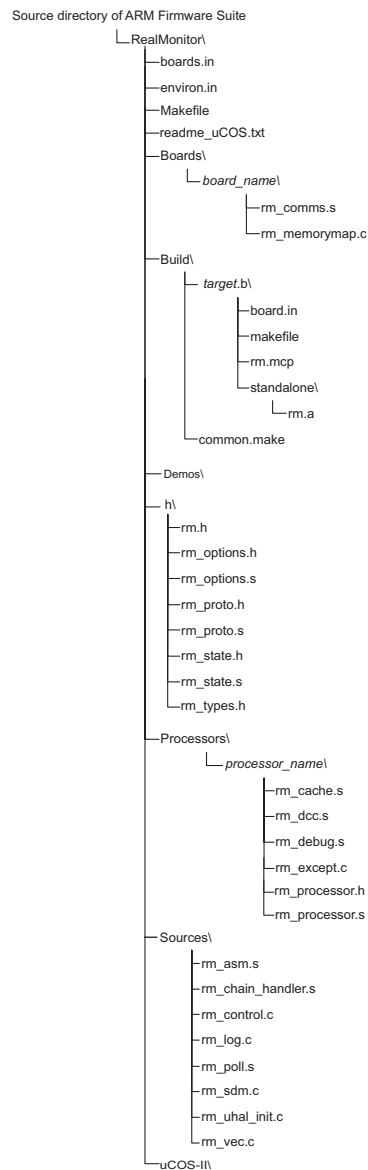 Source directory of ARM Firmware Suite
RealMonitor\
boards.in
environ.in
Makefile
readme_uCOS.txt
Boards\
board_name\
rm_comms.s
rm_memorymap.c
Build\
target.b\
board.in
makefile
rm.mcp
standalone\
rm.a
common.make
Demos\
h\
rm.h
rm_options.h
rm_options.s
rm_proto.h
rm_proto.s
rm_state.h
rm_state.s
rm_types.h
Processors\
processor_name\
rm_cache.s
rm_dcc.s
rm_debug.s
rm_except.c
rm_processor.h
rm_processor.s
Sources\
rm_asm.s
rm_chain_handler.s
rm_control.c
rm_log.c
rm_poll.s
rm_sdm.c
rm_uhal_init.c
rm_vec.c
uCOS-II\